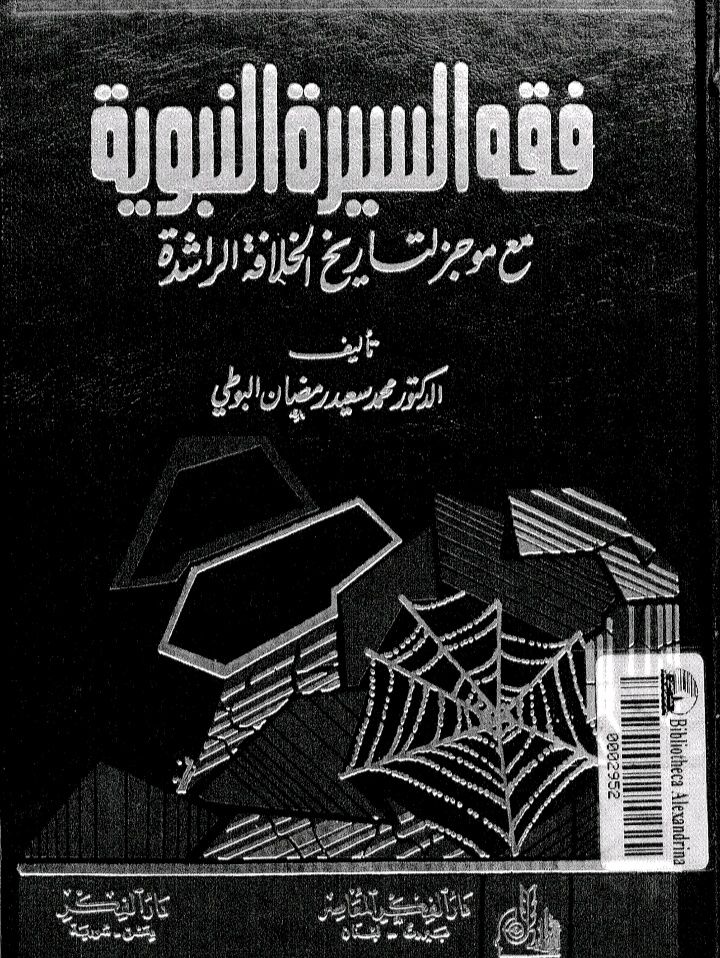 فقه السيرة النبوية
مع موجز لتاريخ الخلافة الراشدة
تأليف
الدكتور محمد سعيد رمضان البوطي
Bibliotheca Alexandrina
0002952
دار الفكر المعاصر
بيروت - لبنان
دار الفكر
دمشق - سورية